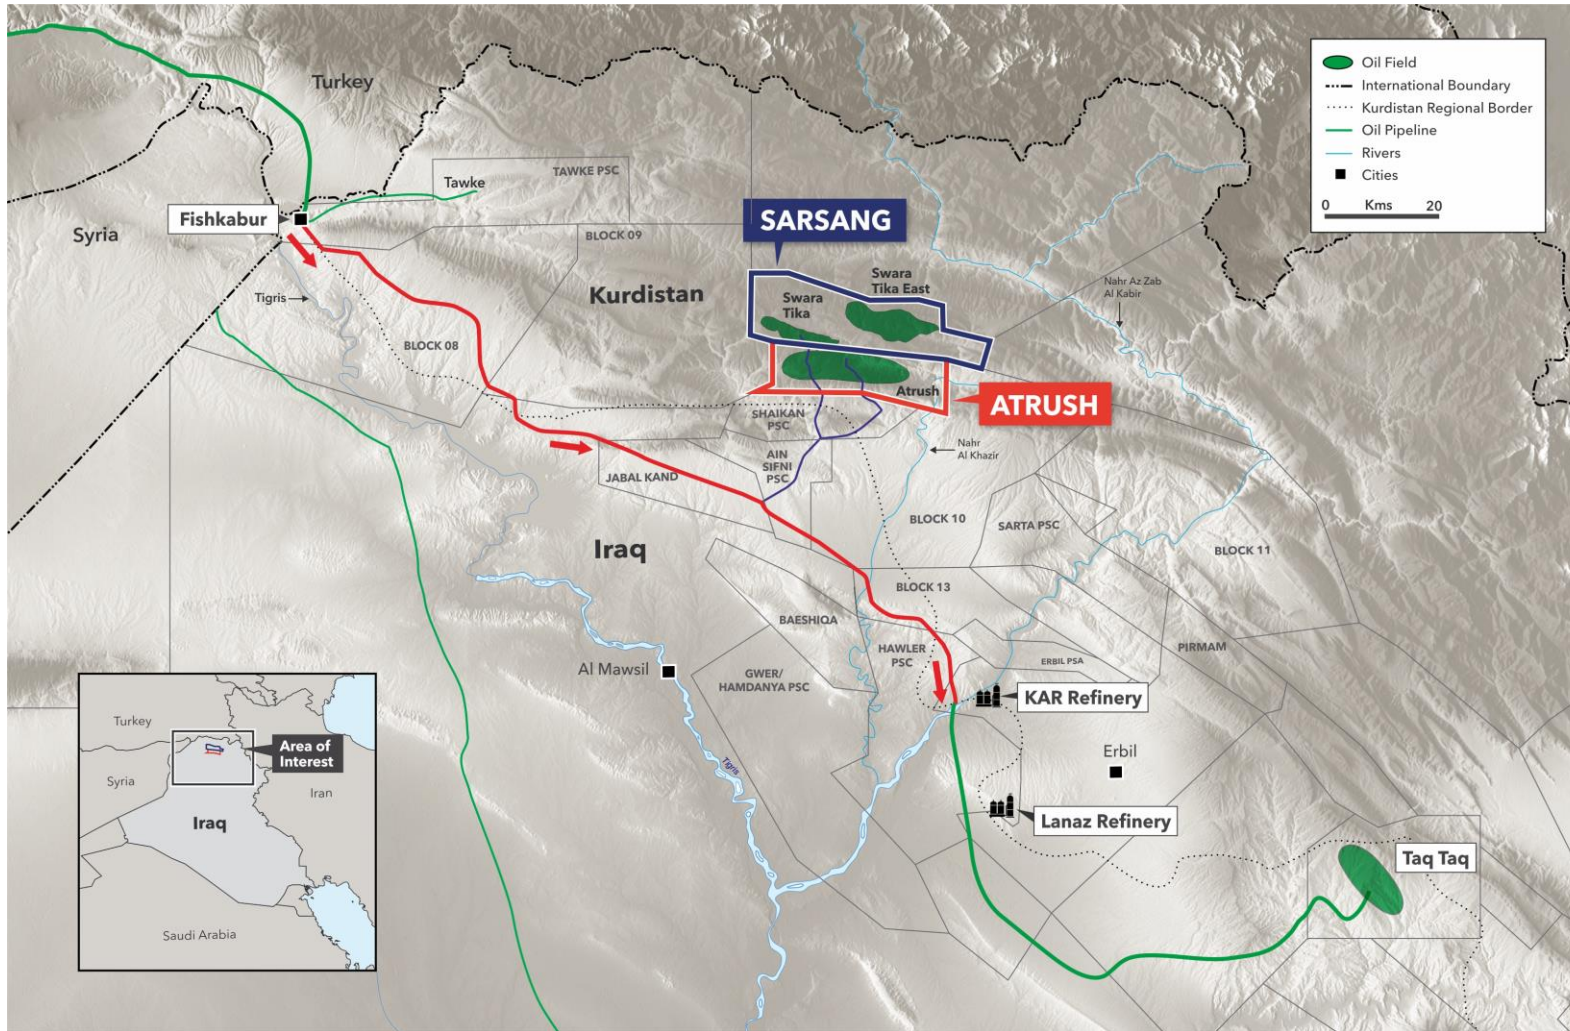 Turkey
Oil Field
International Boundary
Kurdistan Regional Border
Oil Pipeline
Rivers
Cities
0 Kms 20
TAWKE PSC
Tawke
Fishkabur
SARSANG
Syria
BLOCK 09
Swara
Tika East
Nahr Az Zab
Al Kabir
Kurdistan
Swara
Tika
Tigris
BLOCK 08
Atrush
ATRUSH
SHAIKAN
PSC
Nahr
Al Khazir
AIN
SIFNI
PSC
JABAL KAND
BLOCK 10
SARTA PSC
BLOCK 11
Iraq
BLOCK 13
BAESHIQA
HAWLER
PSC
PIRMAM
ERBIL PSA
Al Mawsil
GWER/
HAMDANYA PSC
KAR Refinery
Erbil
Tigris
Lanaz Refinery
Taq Taq
Turkey
Area of
Interest
Syria
Iran
Iraq
Saudi Arabia